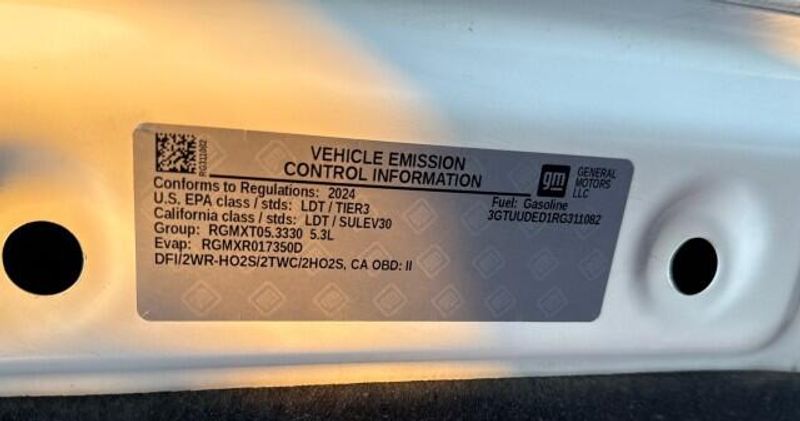 RG311082
VEHICLE EMISSION
CONTROL INFORMATION
gm
GENERAL
MOTORS
LLC
Conforms to Regulations: 2024
U.S. EPA class / stds: LDT / TIER3
California class / stds: LDT / SULEV30
Group: RGMXT05.3330 5.3L
Evap: RGMXR017350D
DFI/2WR-HO2S/2TWC/2HO2S, CA OBD: II
Fuel: Gasoline
3GTUUDED1RG311082